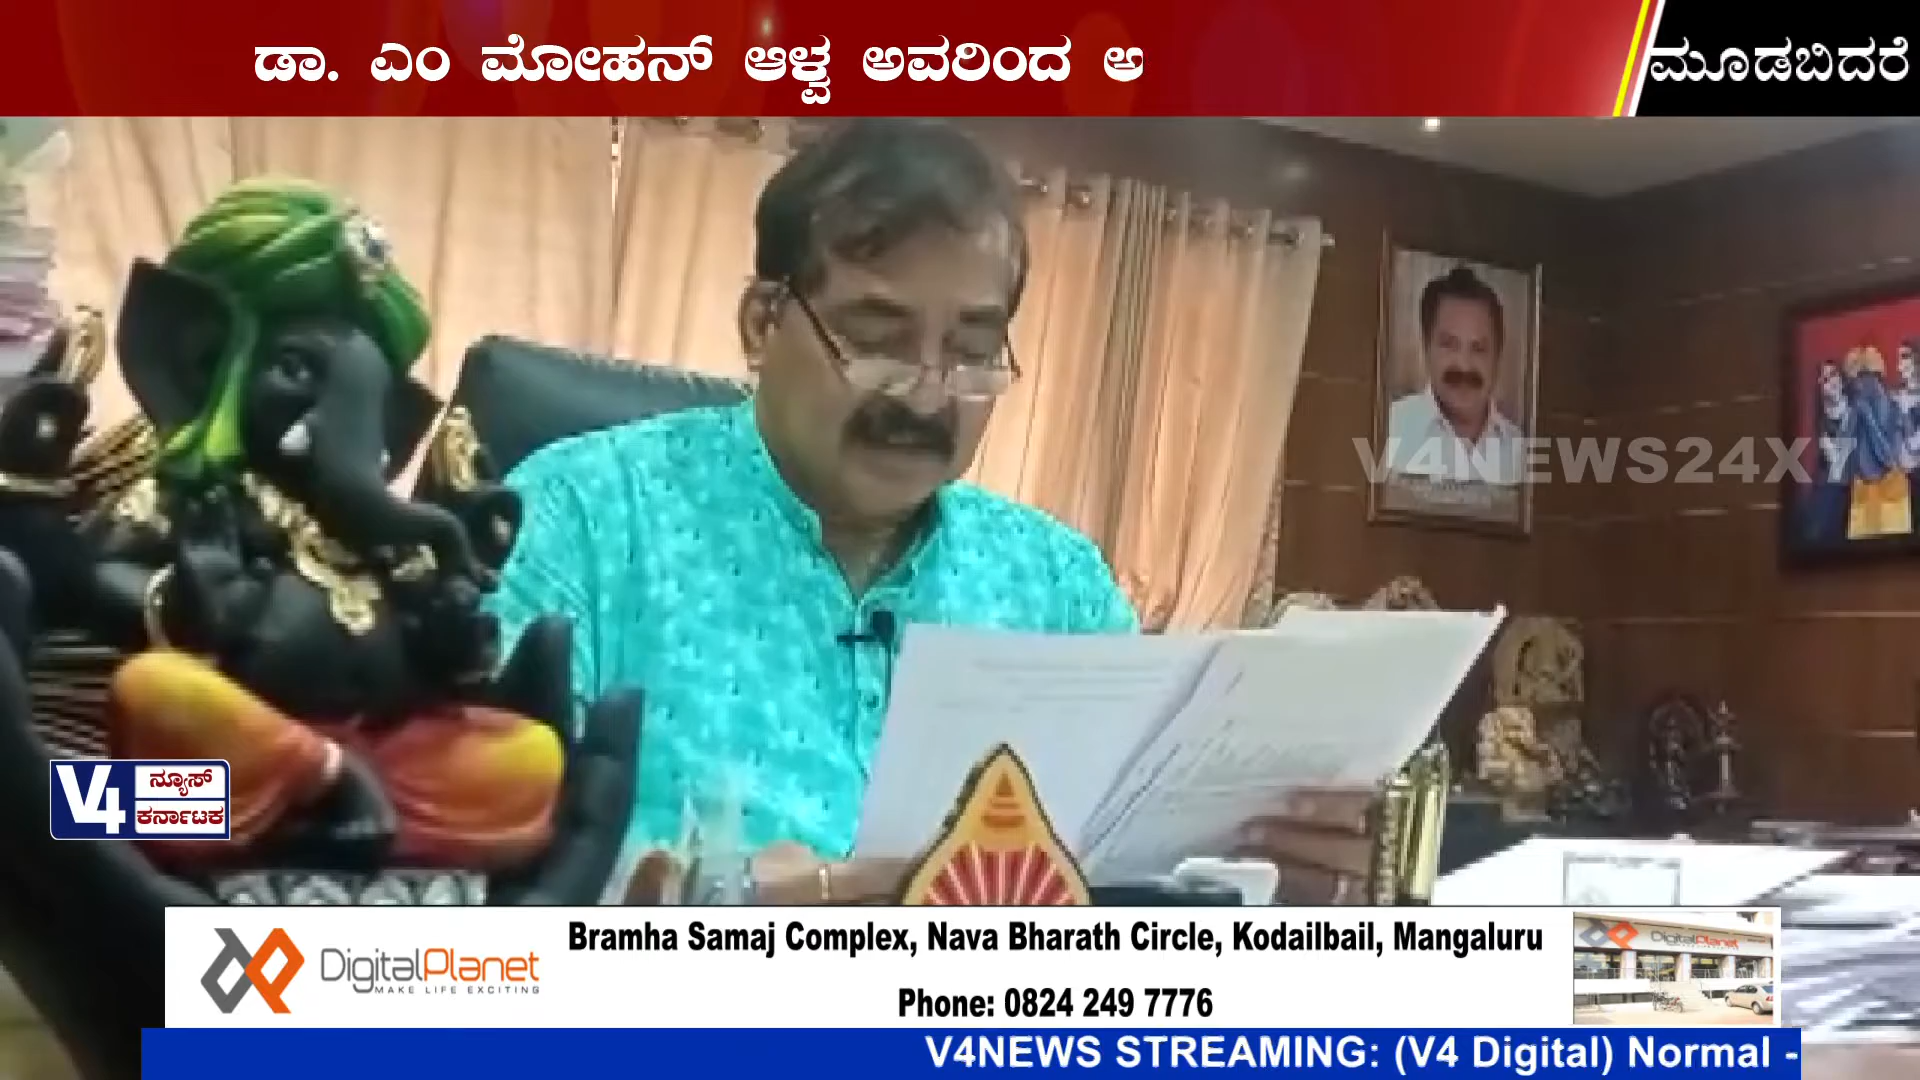 ಡಾ. ಎಂ ಮೋಹನ್ ಆಳ್ವ ಅವರಿಂದ ಅ
ಮೂಡಬಿದರೆ
V4NEWS24X7
V4 ನ್ಯೂಸ್
ಕರ್ನಾಟಕ
DigitalPlanet
MAKE LIFE EXCITING
Bramha Samaj Complex, Nava Bharath Circle, Kodailbail, Mangaluru
Phone: 0824 249 7776
DigitalPlanet
V4NEWS STREAMING: (V4 Digital) Normal -